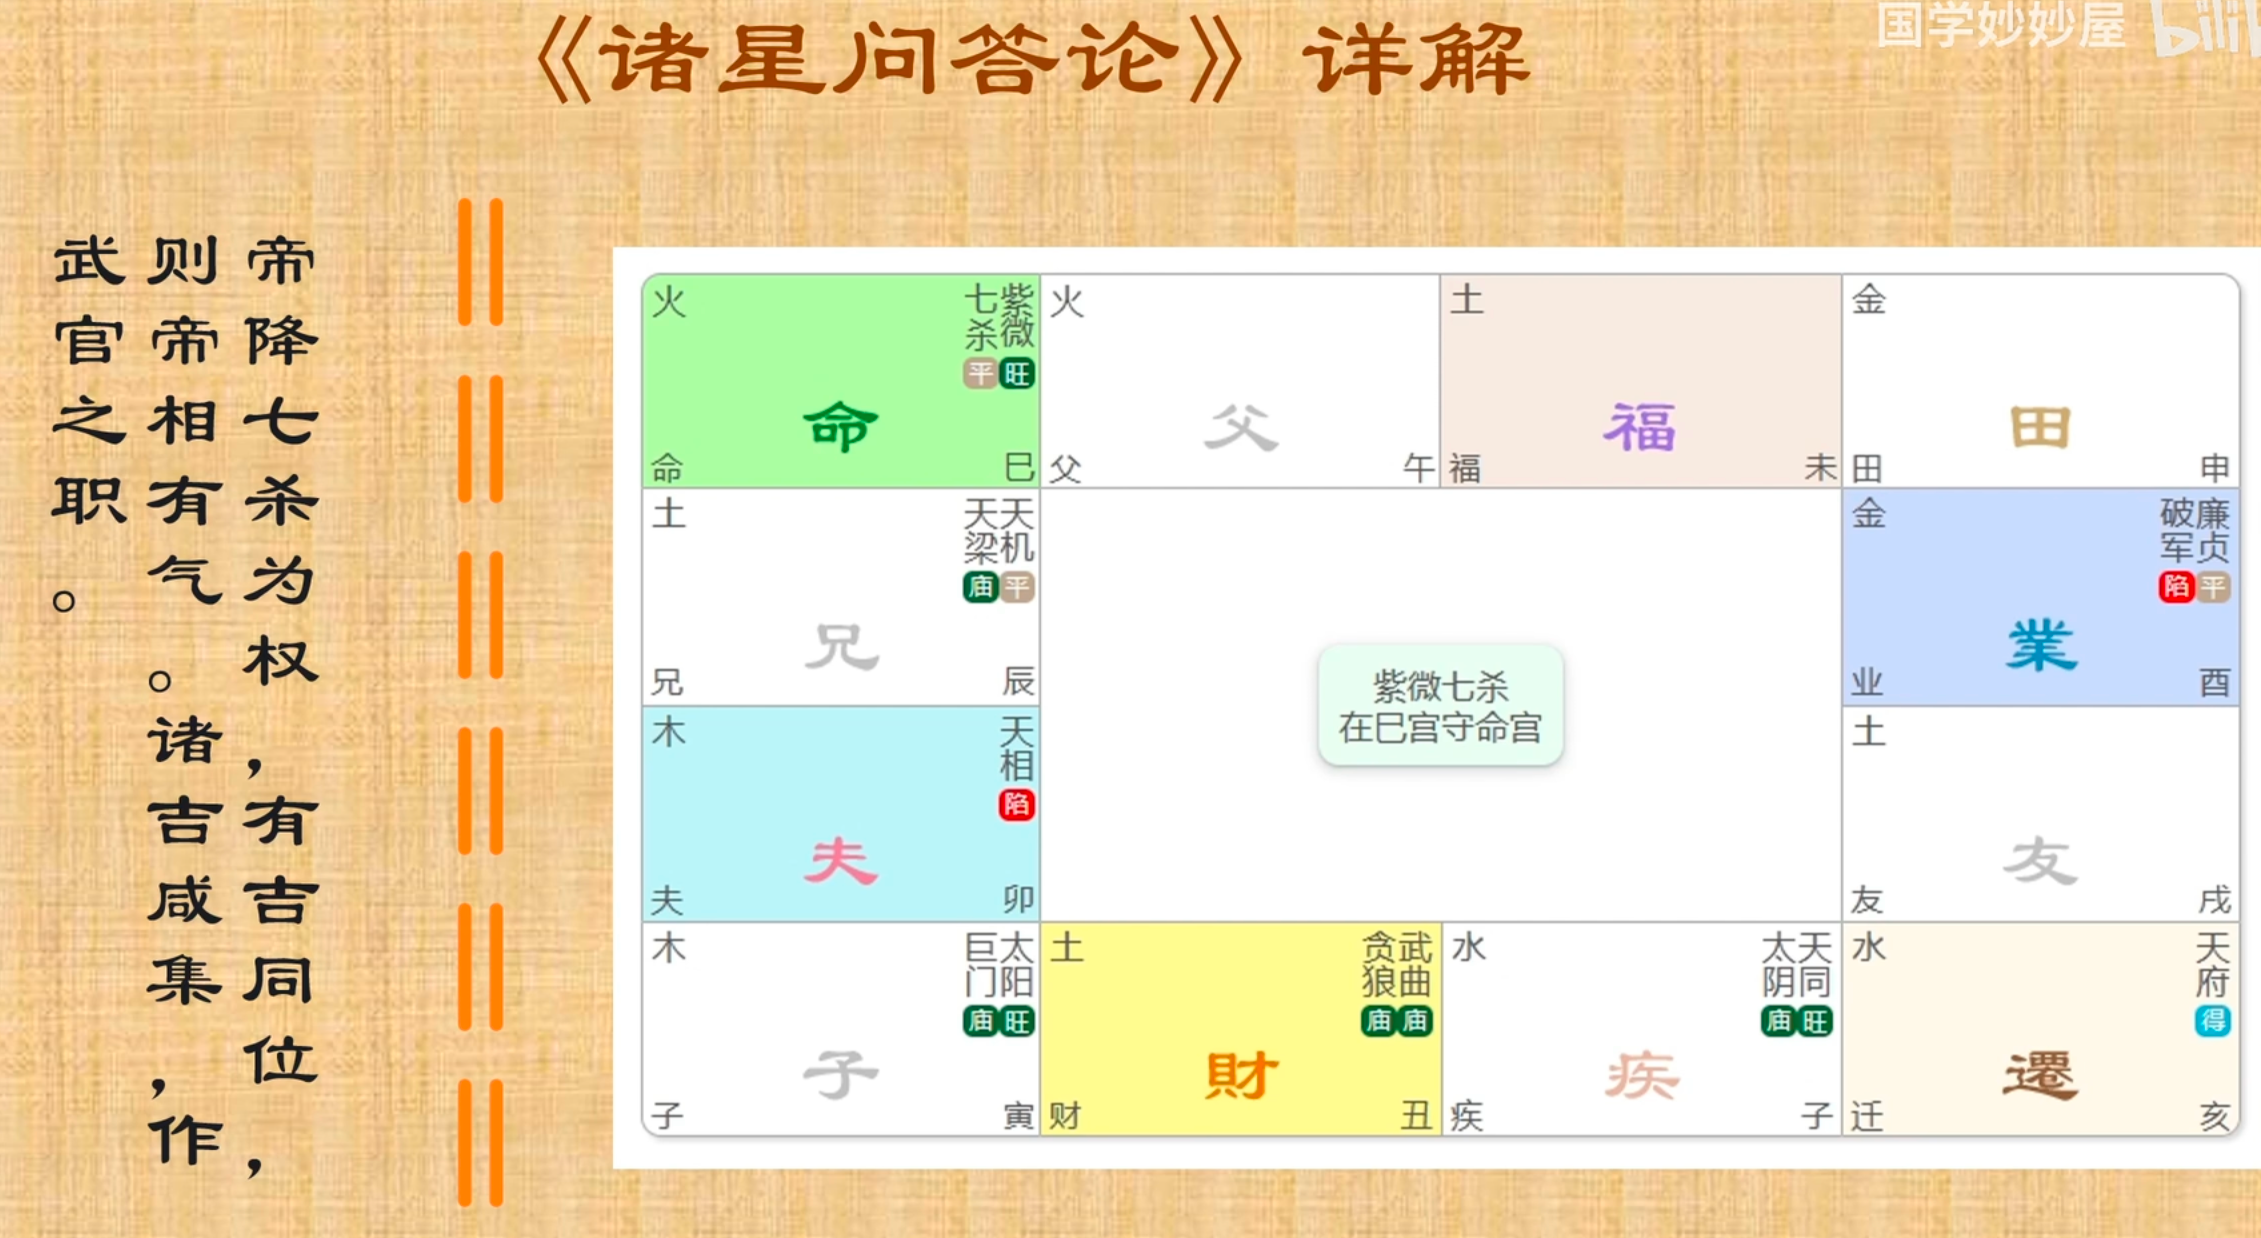 《诸星问答论》详解
国学妙妙屋
帝降七杀为权，有吉同位，
则帝相有气。诸吉咸集，作
武官之职。
火
七杀
紫微
平
旺
命
命
巳
火
父
父
午
土
福
福
未
金
田
田
申
土
天梁
天机
庙
平
兄
兄
辰
紫微七杀
在巳宫守命宫
金
破军
廉贞
陷
平
業
业
酉
木
天相
陷
夫
夫
卯
土
友
友
戌
木
巨门
太阳
庙
旺
子
子
寅
土
贪狼
武曲
庙
庙
財
财
丑
水
太阴
天同
庙
旺
疾
疾
子
水
天府
得
遷
迁
亥